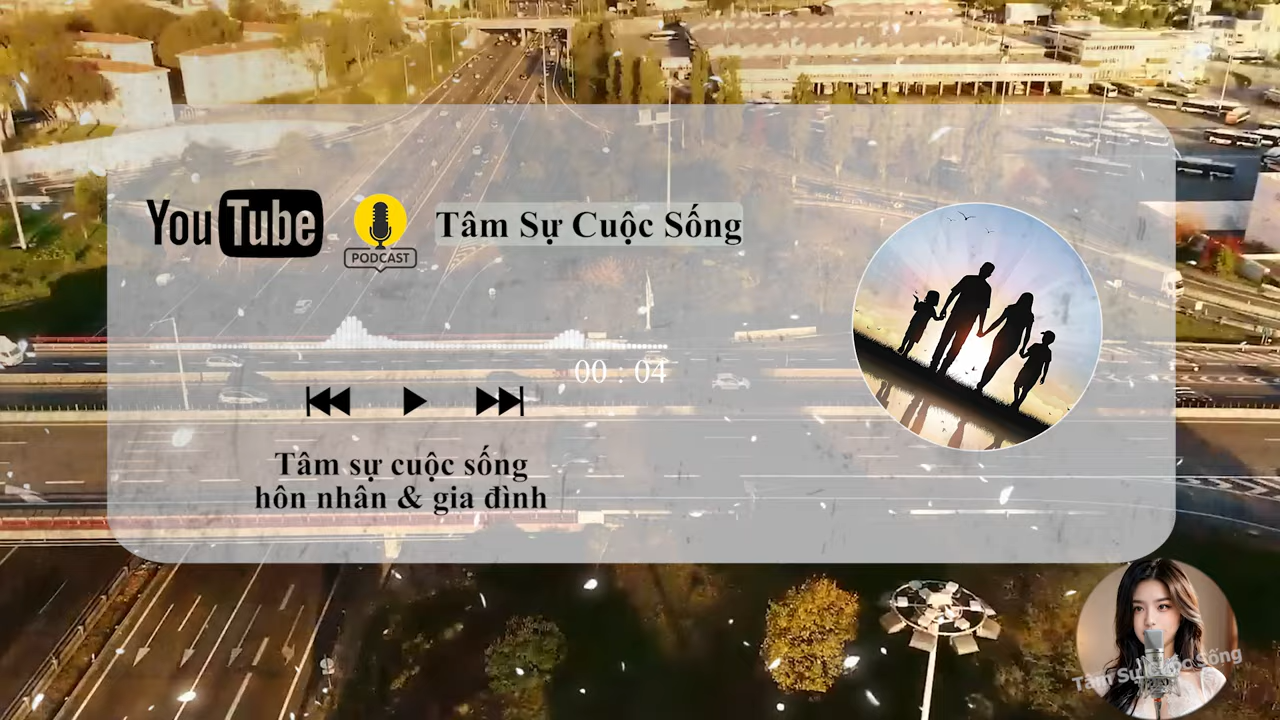 YouTube
PODCAST
Tâm Sự Cuộc Sống
00 : 04
Tâm sự cuộc sống
hôn nhân & gia đình
Tâm Sự Cuộc Sống